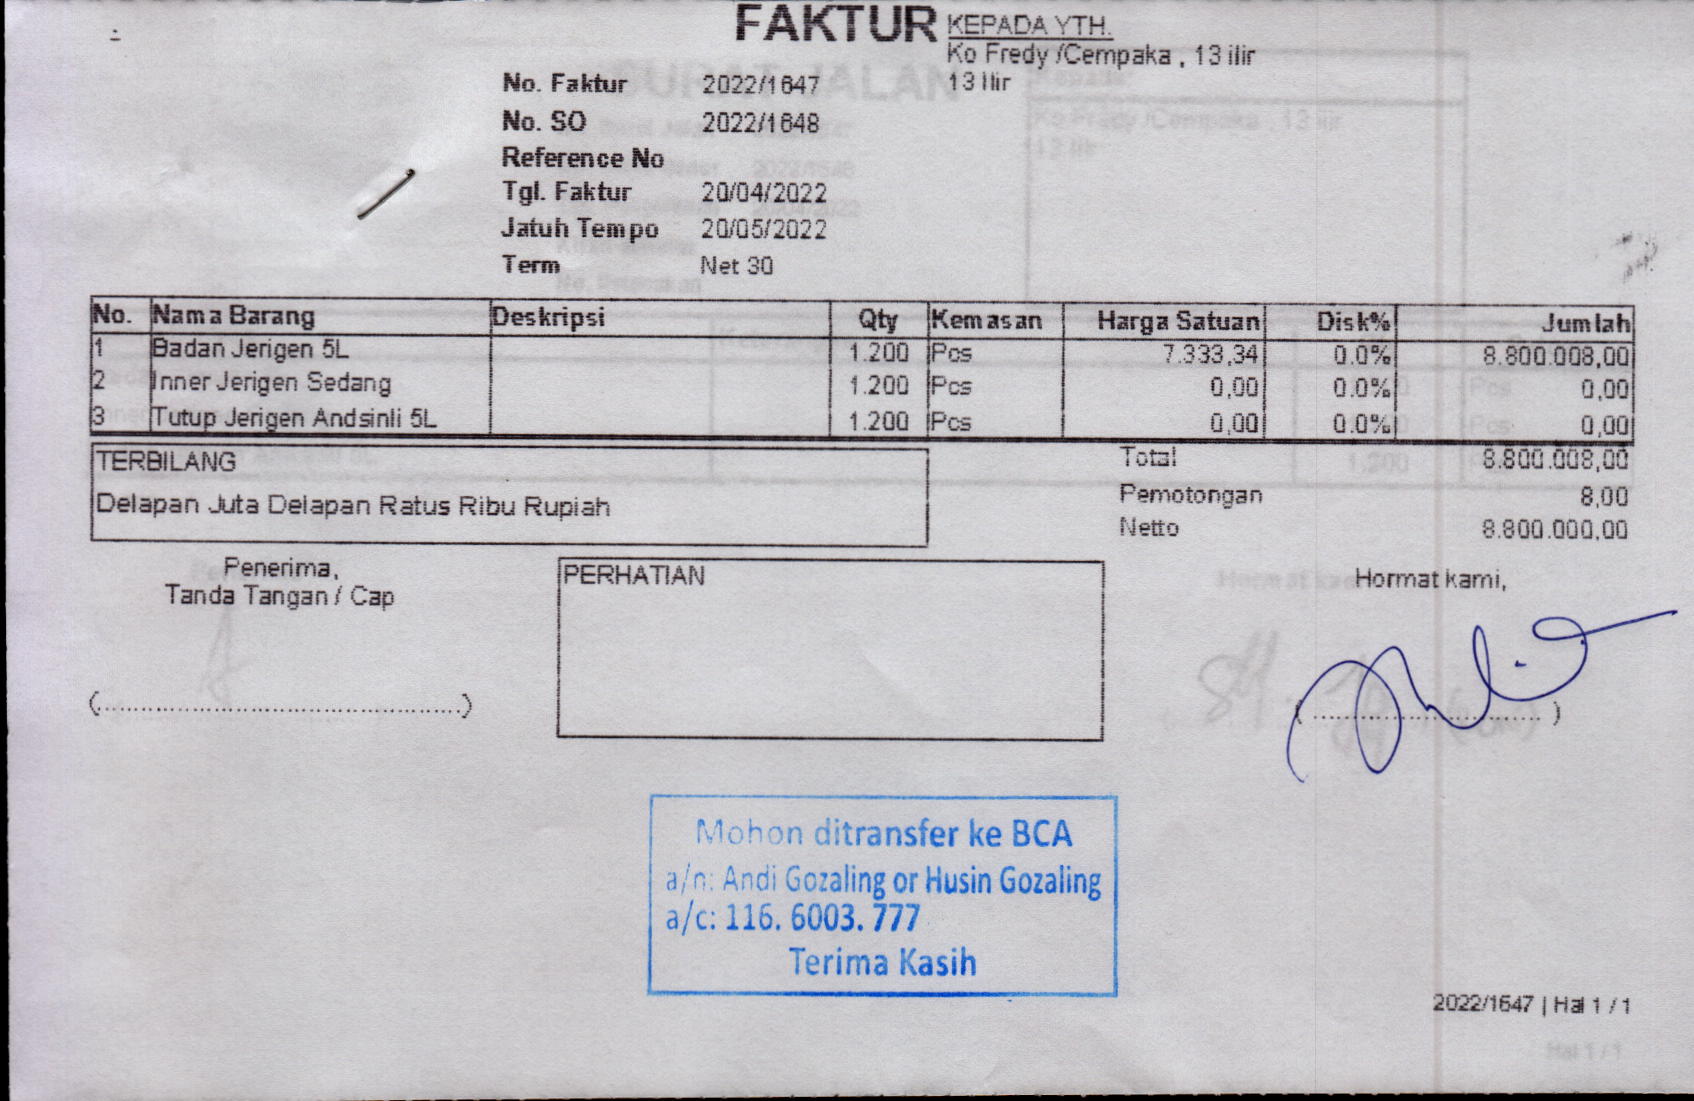 FAKTUR
KEPADA YTH.
Ko Fredy /Cempaka , 13 ilir
13 Ilir
No. Faktur 2022/1647
No. SO 2022/1648
Reference No
Tgl. Faktur 20/04/2022
Jatuh Tempo 20/05/2022
Term Net 30
No. Nama Barang Deskripsi Qty Kemasan Harga Satuan Disk% Jumlah
1 Badan Jerigen 5L 1.200 Pcs 7.333,34 0.0% 8.800.008,00
2 Inner Jerigen Sedang 1.200 Pcs 0,00 0.0% 0,00
3 Tutup Jerigen Andsinli 5L 1.200 Pcs 0,00 0.0% 0,00
TERBILANG
Delapan Juta Delapan Ratus Ribu Rupiah
Total 8.800.008,00
Pemotongan 8,00
Netto 8.800.000,00
Penerima,
Tanda Tangan / Cap
(..................................................)
PERHATIAN
Hormat kami,
( ................................ )
Mohon ditransfer ke BCA
a/n: Andi Gozaling or Husin Gozaling
a/c: 116. 6003. 777
Terima Kasih
2022/1647 | Hal 1 / 1
Hal 1 / 1